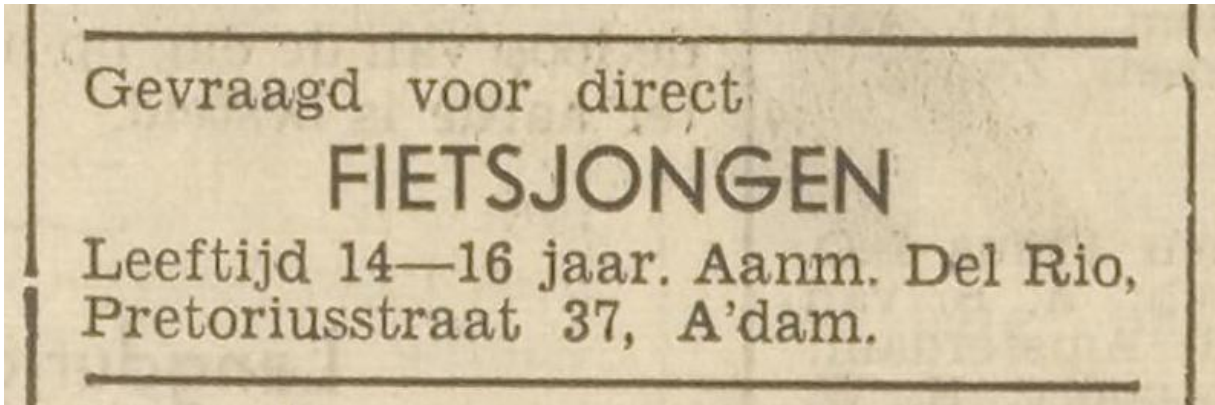 Gevraagd voor direct
FIETSJONGEN
Leeftijd 14—16 jaar. Aanm. Del Rio,
Pretoriusstraat 37, A'dam.